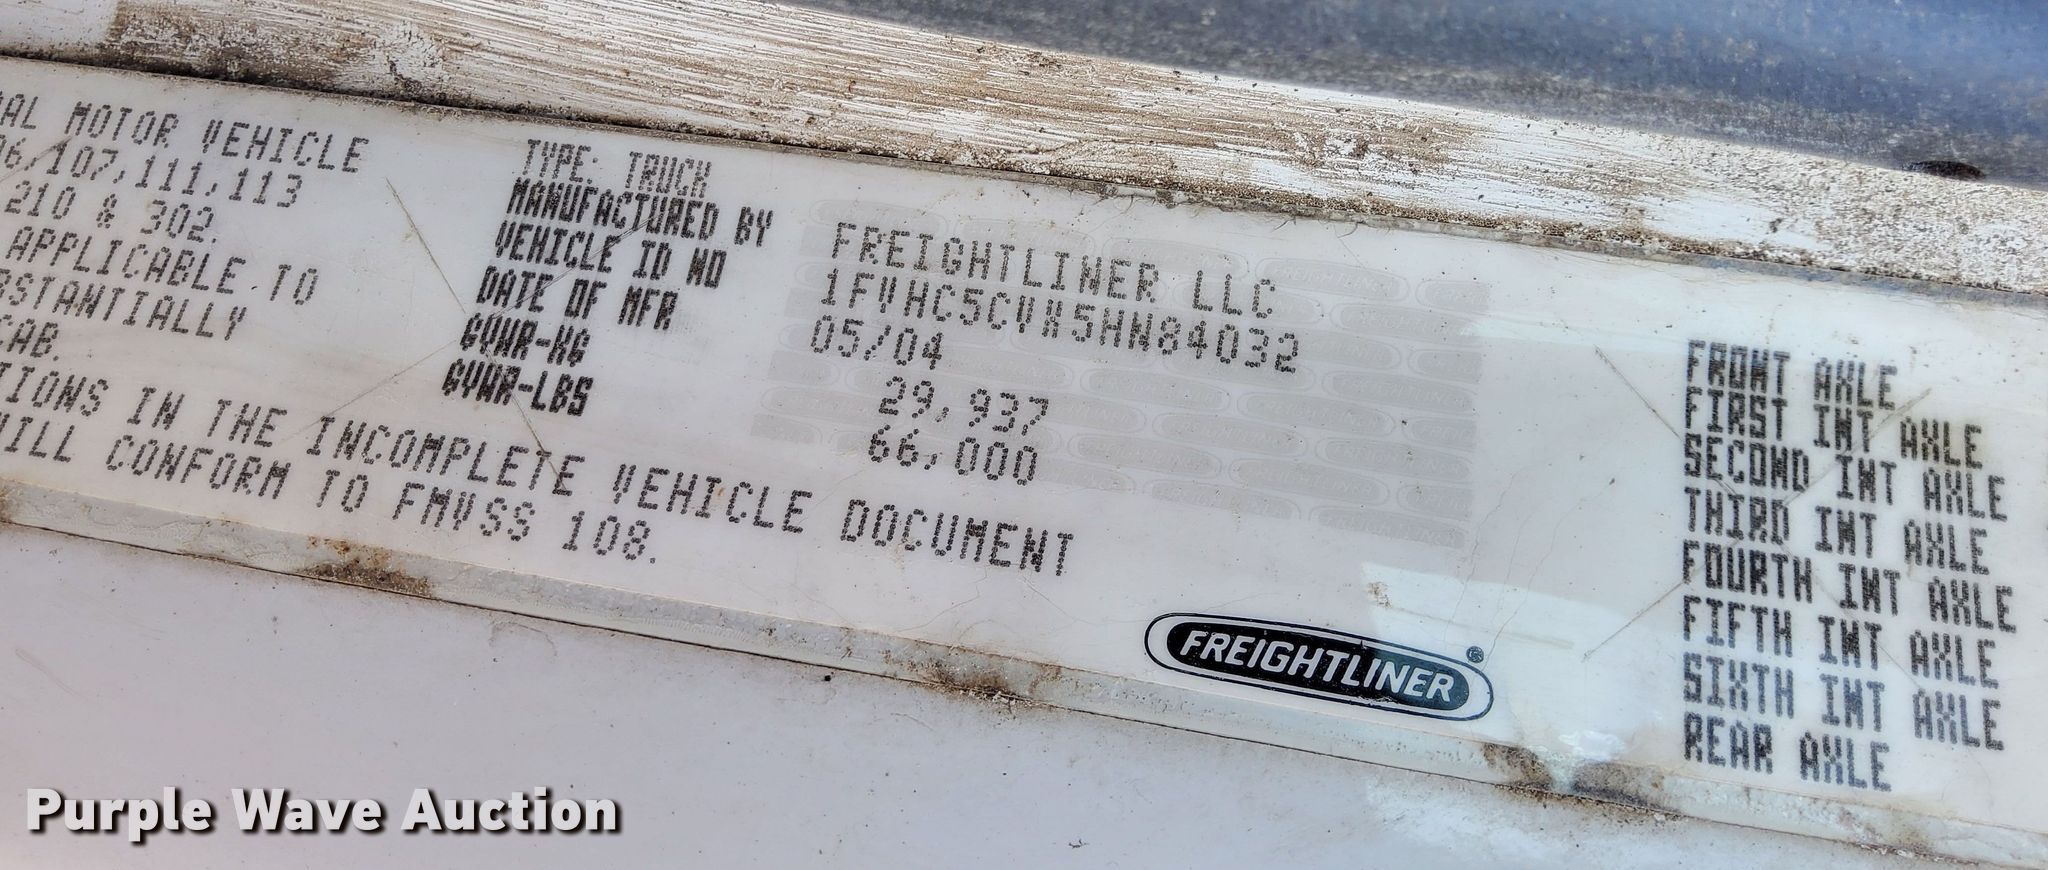 AL MOTOR VEHICLE
06,107,111,113
210 & 302.
APPLICABLE TO
BSTANTIALLY
CAB.
TIONS IN THE INCOMPLETE VEHICLE DOCUMENT
WILL CONFORM TO FMVSS 108.
TYPE: TRUCK
MANUFACTURED BY FREIGHTLINER LLC
VEHICLE ID NO 1FVHC5CVX5HN84032
DATE OF MFR 05/04
GVWR-KG 29,937
GVWR-LBS 66,000
FREIGHTLINER®
FRONT AXLE
FIRST INT AXLE
SECOND INT AXLE
THIRD INT AXLE
FOURTH INT AXLE
FIFTH INT AXLE
SIXTH INT AXLE
REAR AXLE
Purple Wave Auction